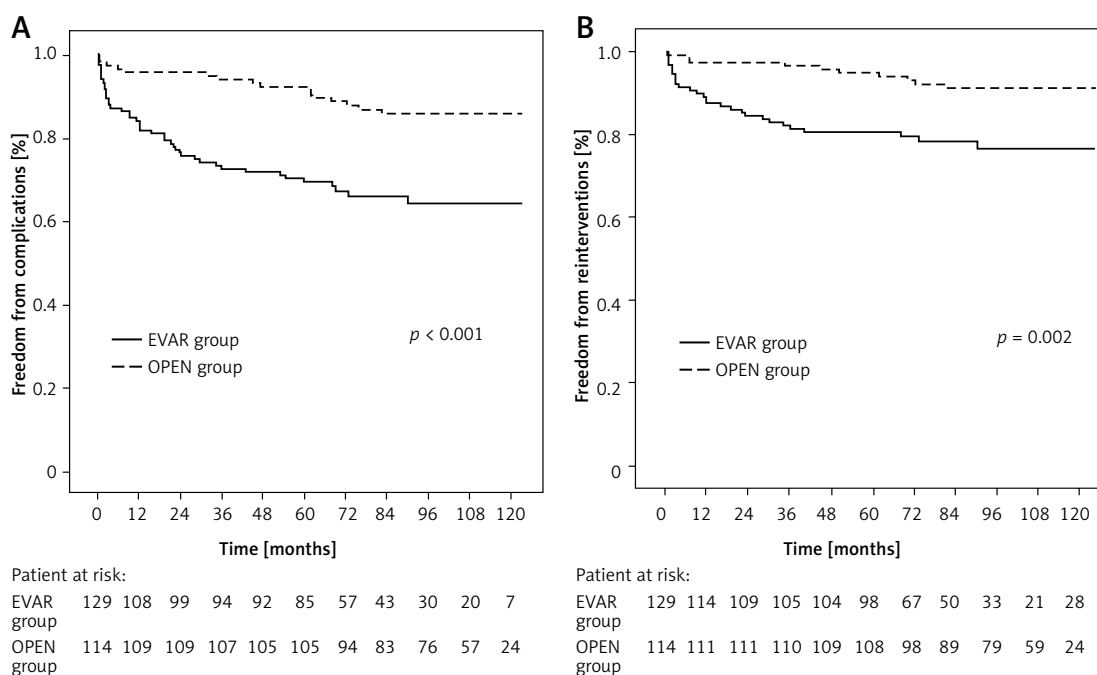 A
Freedom from complications [%]
1.0
0.8
0.6
0.4
0.2
0
EVAR group
OPEN group
p < 0.001
0 12 24 36 48 60 72 84 96 108 120
Time [months]
Patient at risk:
EVAR group 129 108 99 94 92 85 57 43 30 20 7
OPEN group 114 109 109 107 105 105 94 83 76 57 24
B
Freedom from reinterventions [%]
1.0
0.8
0.6
0.4
0.2
0
EVAR group
OPEN group
p = 0.002
0 12 24 36 48 60 72 84 96 108 120
Time [months]
Patient at risk:
EVAR group 129 114 109 105 104 98 67 50 33 21 28
OPEN group 114 111 111 110 109 108 98 89 79 59 24